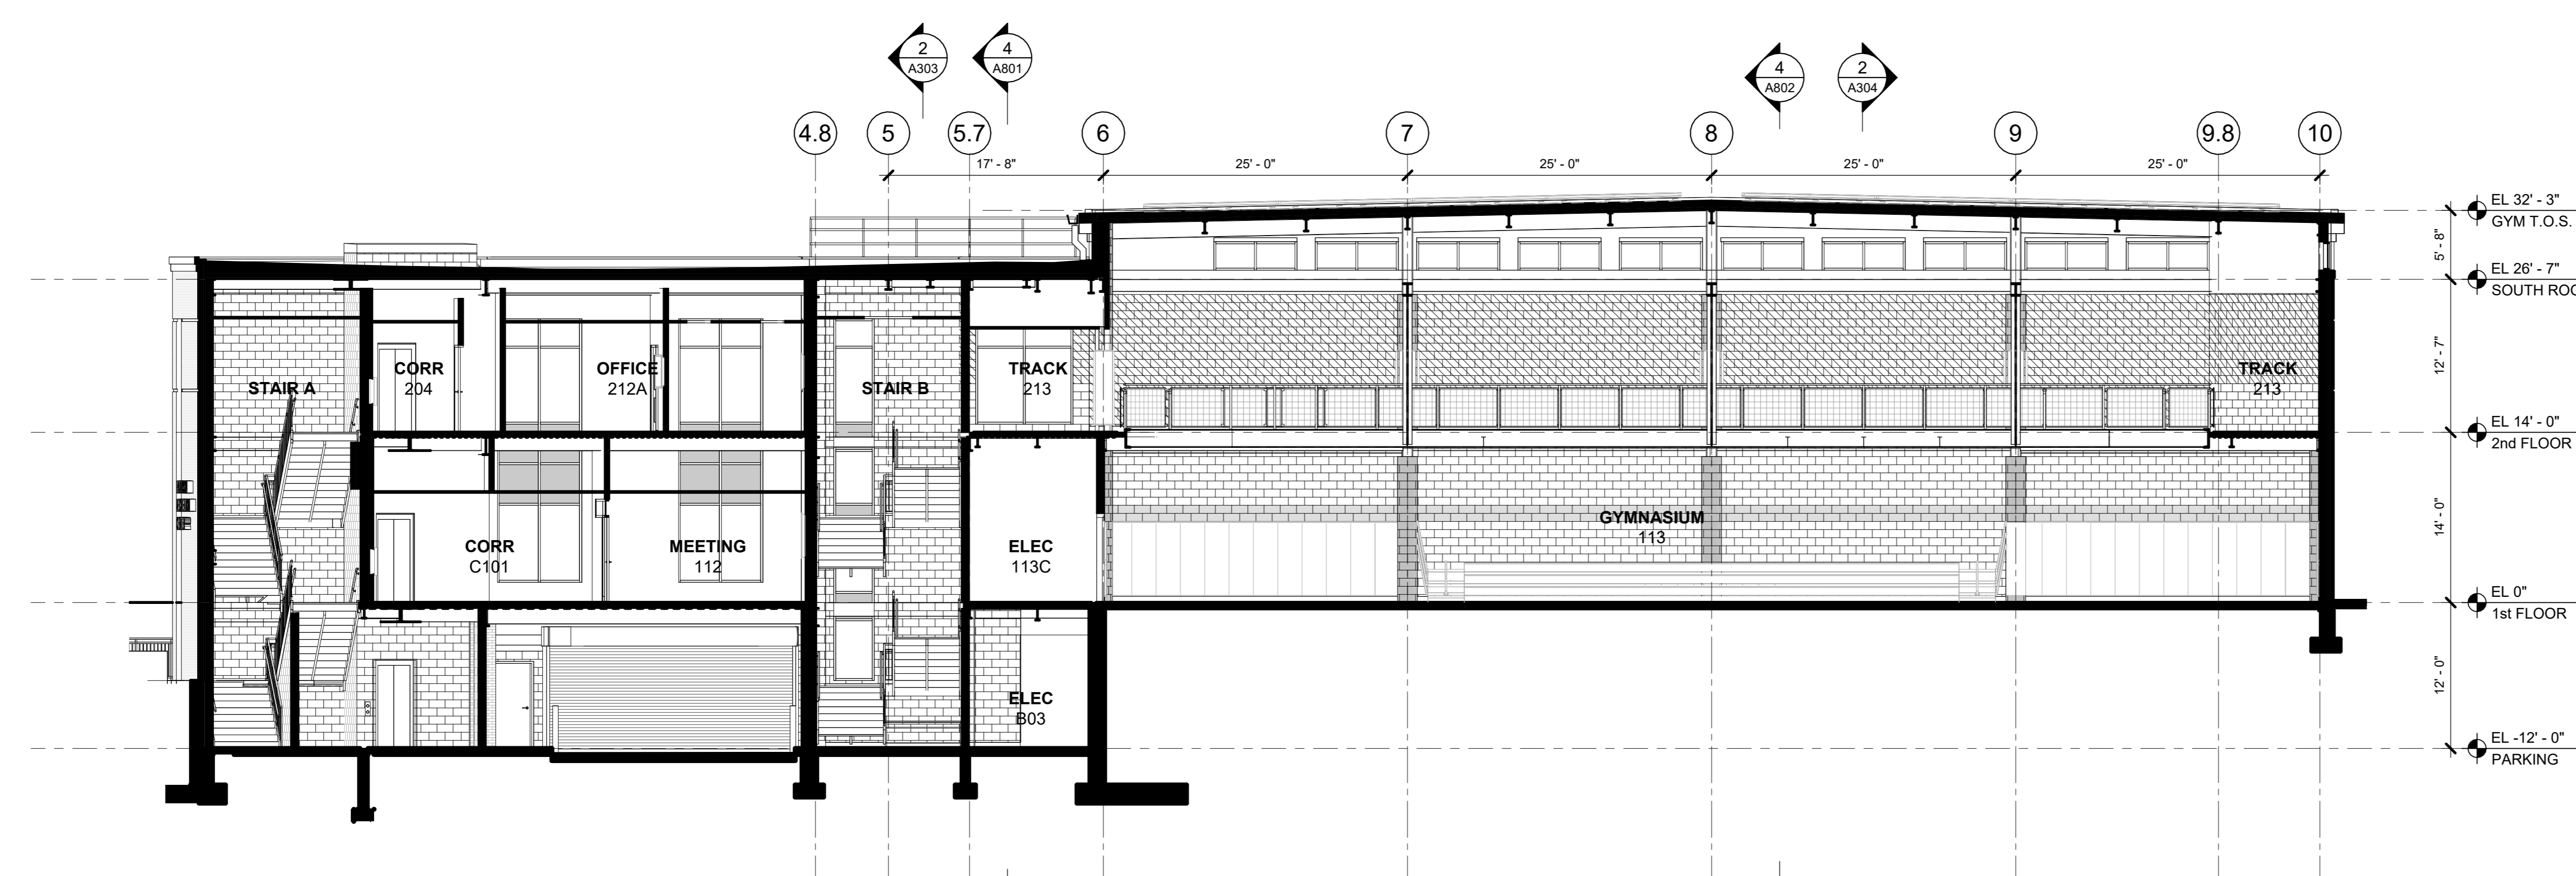 2
A303
4
A801
4
A802
2
A304
4.8
5
5.7
6
7
8
9
9.8
10
17' - 8"
25' - 0"
25' - 0"
25' - 0"
25' - 0"
EL 32' - 3"
GYM T.O.S.
5' - 8"
EL 26' - 7"
SOUTH ROO
12' - 7"
EL 14' - 0"
2nd FLOOR
14' - 0"
EL 0"
1st FLOOR
12' - 0"
EL -12' - 0"
PARKING
STAIR A
CORR
204
OFFICE
212A
STAIR B
TRACK
213
TRACK
213
CORR
C101
MEETING
112
ELEC
113C
GYMNASIUM
113
ELEC
B03